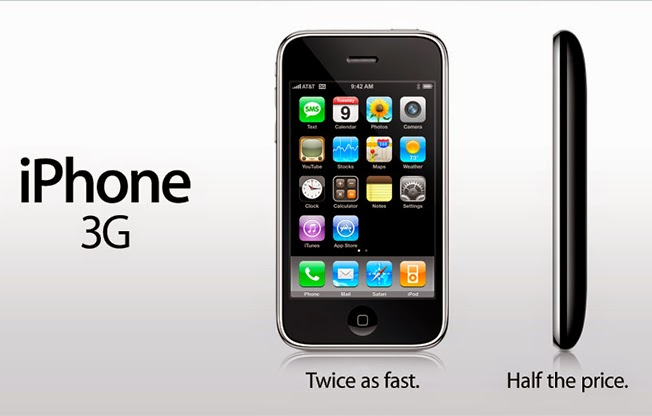 iPhone
3G
AT&T 3G 9:42 AM
SMS Tuesday 9
Text Calendar Photos Camera
73°
YouTube Stocks Maps Weather
Clock Calculator Notes Settings
iTunes App Store
Phone Mail Safari iPod
Twice as fast. Half the price.